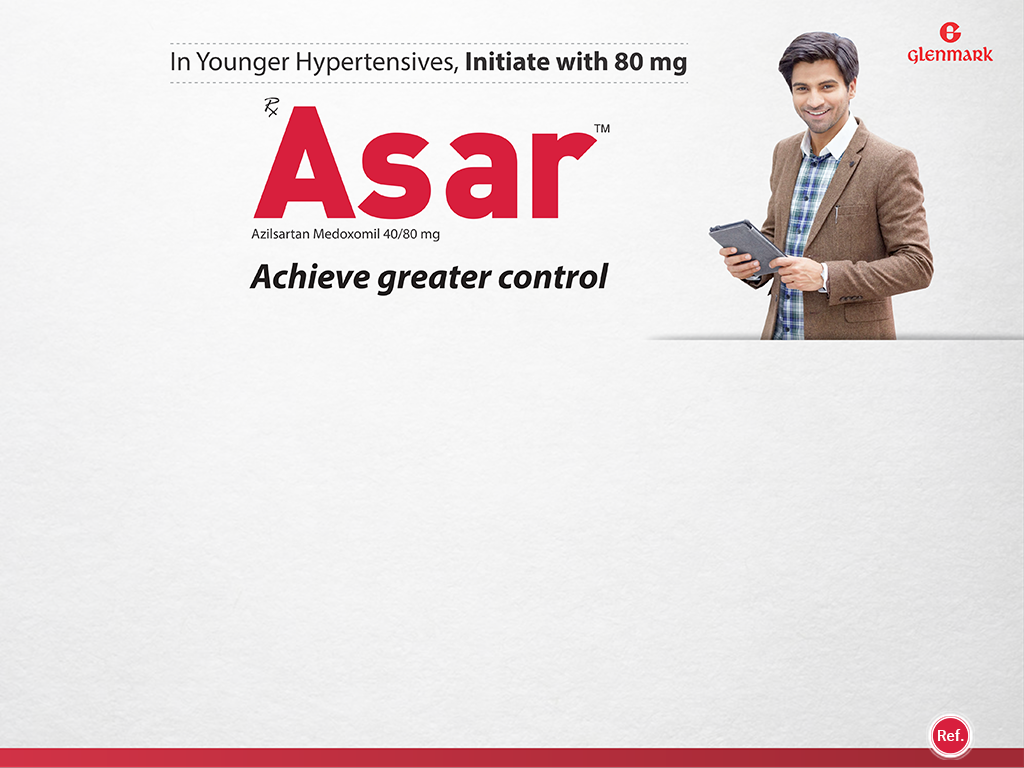 GLENMARK
In Younger Hypertensives, Initiate with 80 mg
Rx
Asar™
Azilsartan Medoxomil 40/80 mg
Achieve greater control
Ref.